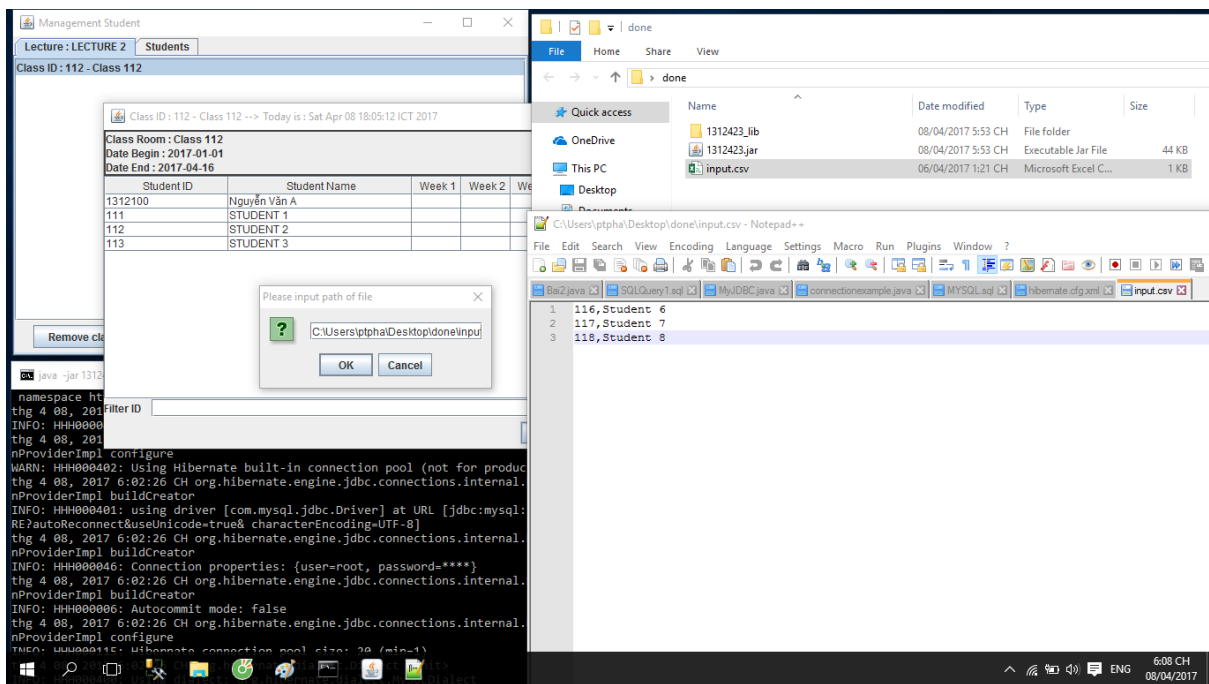 Management Student
Lecture : LECTURE 2 Students
Class ID : 112 - Class 112
Class ID : 112 - Class 112 --> Today is : Sat Apr 08 18:05:12 ICT 2017
Class Room : Class 112
Date Begin : 2017-01-01
Date End : 2017-04-16
Student ID Student Name Week 1 Week 2 We
1312100 Nguyễn Văn A
111 STUDENT 1
112 STUDENT 2
113 STUDENT 3
Please input path of file
C:\Users\ptpha\Desktop\done\input
OK Cancel
Remove cla
Filter ID
java -jar 1312
namespace ht
thg 4 08, 201
INFO: HHH0000
thg 4 08, 201
nProviderImpl configure
WARN: HHH000402: Using Hibernate built-in connection pool (not for produc
thg 4 08, 2017 6:02:26 CH org.hibernate.engine.jdbc.connections.internal.
nProviderImpl buildCreator
INFO: HHH000401: using driver [com.mysql.jdbc.Driver] at URL [jdbc:mysql:
RE?autoReconnect&useUnicode=true& characterEncoding=UTF-8]
thg 4 08, 2017 6:02:26 CH org.hibernate.engine.jdbc.connections.internal.
nProviderImpl buildCreator
INFO: HHH000046: Connection properties: {user=root, password=****}
thg 4 08, 2017 6:02:26 CH org.hibernate.engine.jdbc.connections.internal.
nProviderImpl buildCreator
INFO: HHH000006: Autocommit mode: false
thg 4 08, 2017 6:02:26 CH org.hibernate.engine.jdbc.connections.internal.
nProviderImpl configure
INFO: HHH000115: Hibernate connection pool size: 20 (min=1)
done
File Home Share View
done
Name Date modified Type Size
Quick access
OneDrive
This PC
Desktop
Documents
1312423_lib 08/04/2017 5:53 CH File folder
1312423.jar 08/04/2017 5:53 CH Executable Jar File 44 KB
input.csv 06/04/2017 1:21 CH Microsoft Excel C... 1 KB
C:\Users\ptpha\Desktop\done\input.csv - Notepad++
File Edit Search View Encoding Language Settings Macro Run Plugins Window ?
Bai2.java SQLQuery1.sql MyJDBC.java connectionexample.java MYSQL.sql hibernate.cfg.xml input.csv
1 116,Student 6
2 117,Student 7
3 118,Student 8
ENG
6:08 CH
08/04/2017